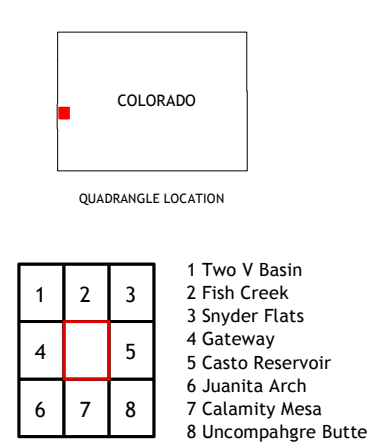 COLORADO
QUADRANGLE LOCATION
1 2 3
4 5
6 7 8
1 Two V Basin
2 Fish Creek
3 Snyder Flats
4 Gateway
5 Casto Reservoir
6 Juanita Arch
7 Calamity Mesa
8 Uncompahgre Butte